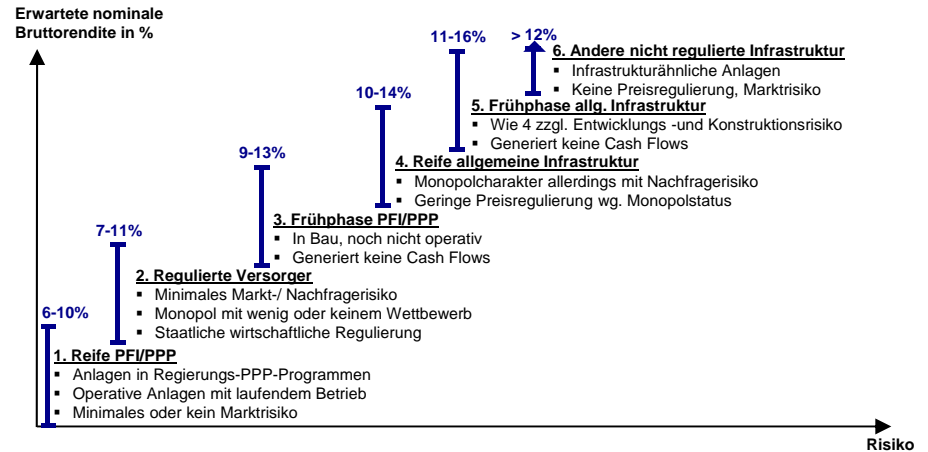 Erwartete nominale
Bruttorendite in %
11-16%
> 12%
6. Andere nicht regulierte Infrastruktur
▪ Infrastrukturähnliche Anlagen
▪ Keine Preisregulierung, Marktrisiko
10-14%
5. Frühphase allg. Infrastruktur
▪ Wie 4 zzgl. Entwicklungs -und Konstruktionsrisiko
▪ Generiert keine Cash Flows
9-13%
4. Reife allgemeine Infrastruktur
▪ Monopolcharakter allerdings mit Nachfragerisiko
▪ Geringe Preisregulierung wg. Monopolstatus
7-11%
3. Frühphase PFI/PPP
▪ In Bau, noch nicht operativ
▪ Generiert keine Cash Flows
2. Regulierte Versorger
▪ Minimales Markt-/ Nachfragerisiko
▪ Monopol mit wenig oder keinem Wettbewerb
▪ Staatliche wirtschaftliche Regulierung
6-10%
1. Reife PFI/PPP
▪ Anlagen in Regierungs-PPP-Programmen
▪ Operative Anlagen mit laufendem Betrieb
▪ Minimales oder kein Marktrisiko
Risiko